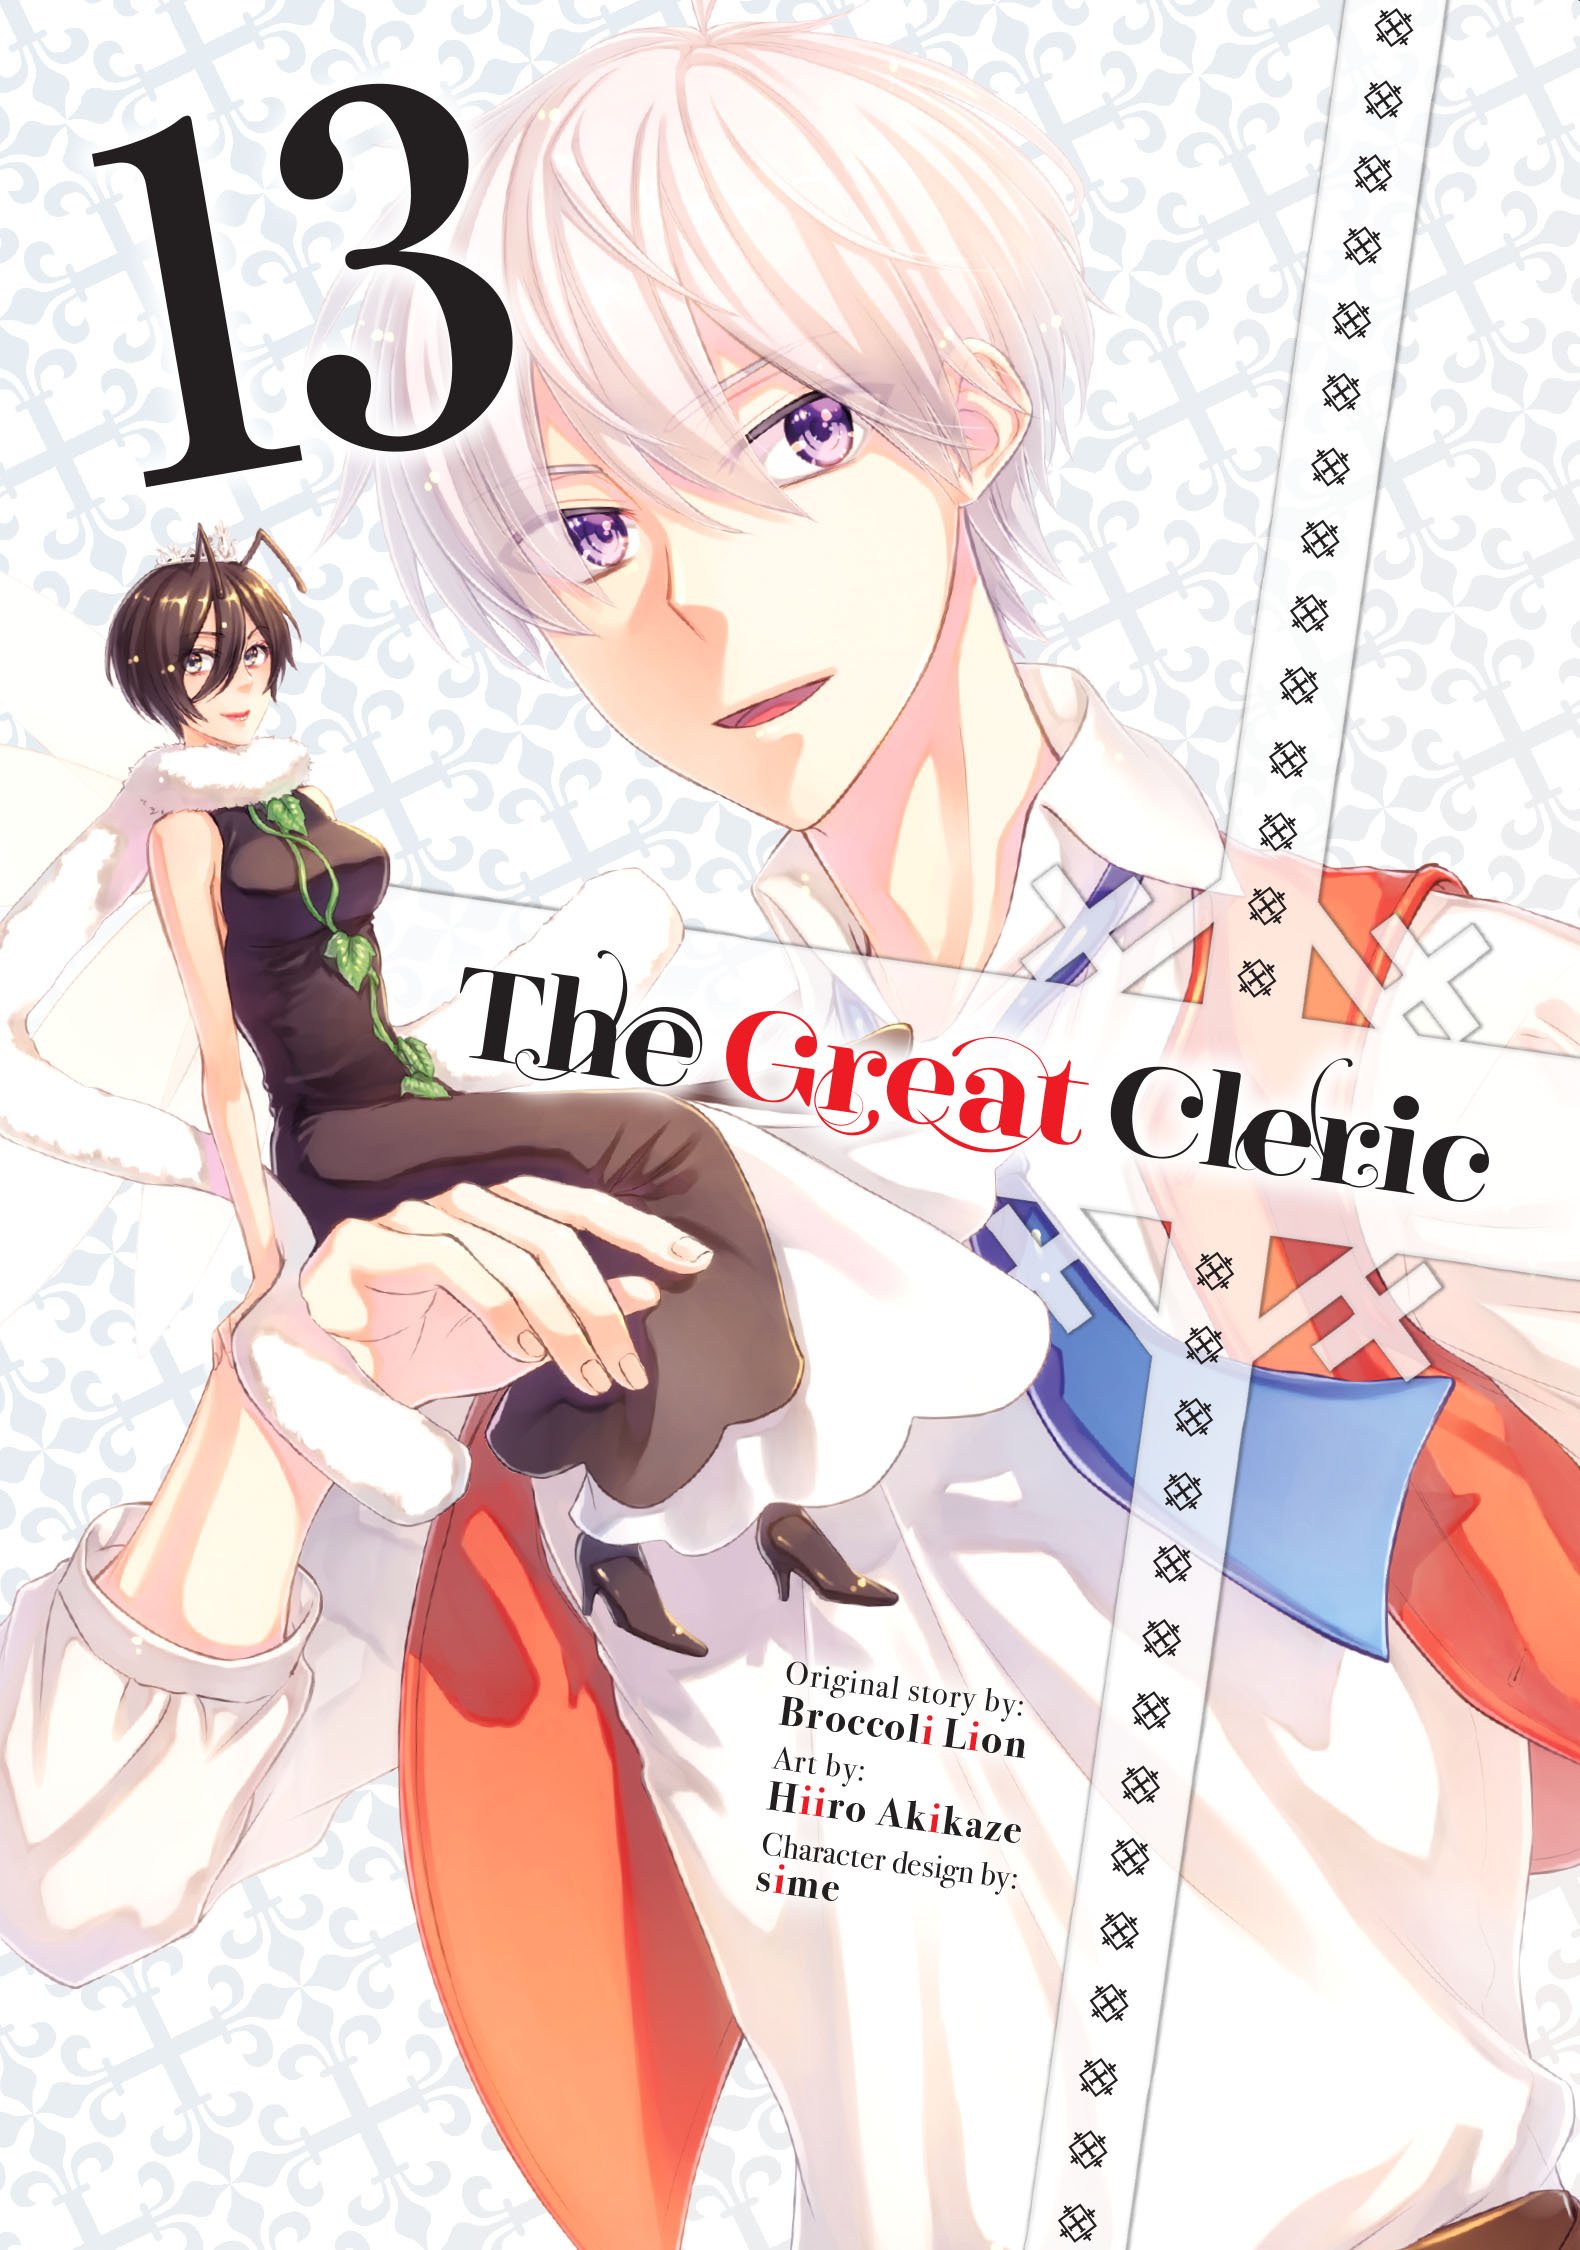 13
The Great Cleric
Original story by:
Broccoli Lion
Art by:
Hiiro Akikaze
Character design by:
sime